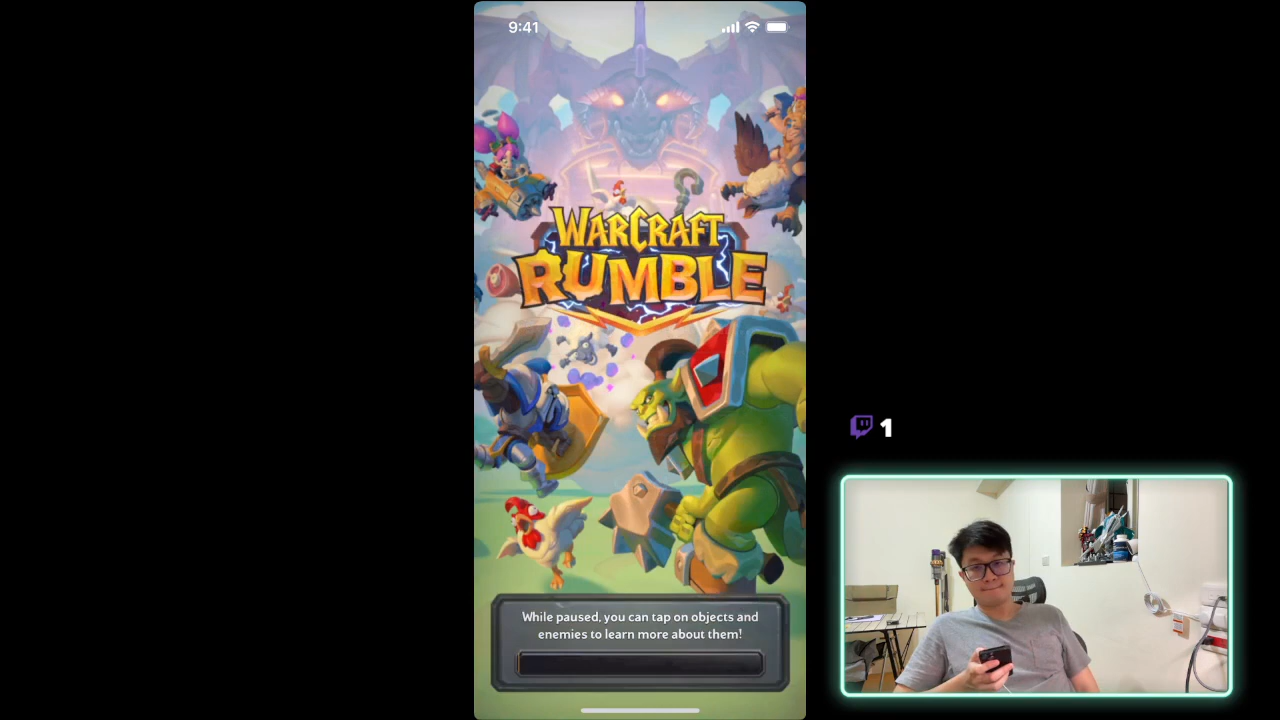 9:41
WARCRAFT
RUMBLE
While paused, you can tap on objects and
enemies to learn more about them!
1